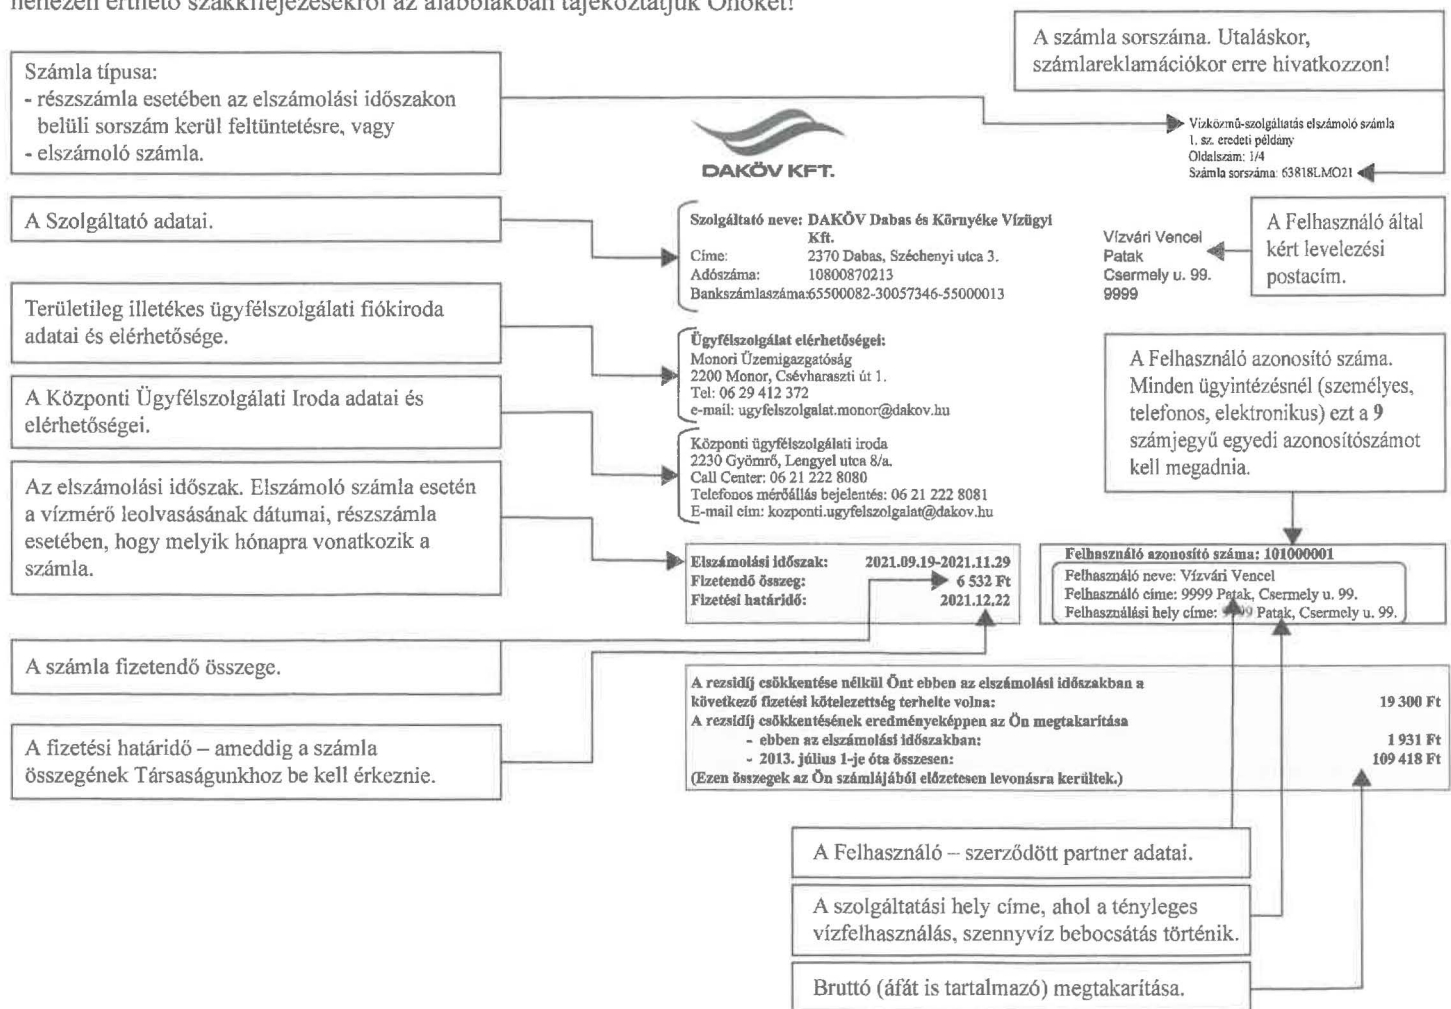 nehezen érthető szakkifejezésekről az alábbiakban tájékoztatjuk Önöket!
A számla sorszáma. Utaláskor,
számlareklamációkor erre hivatkozzon!
Számla típusa:
- részszámla esetében az elszámolási időszakon
belüli sorszám kerül feltüntetésre, vagy
- elszámoló számla.
DAKÖV KFT.
Vízközmű-szolgáltatás elszámoló számla
1. sz. eredeti példány
Oldalszám: 1/4
Számla sorszáma: 63818LMO21
A Szolgáltató adatai.
Szolgáltató neve: DAKÖV Dabas és Környéke Vízügyi
Kft.
Címe: 2370 Dabas, Széchenyi utca 3.
Adószáma: 10800870213
Bankszámlaszáma:65500082-30057346-55000013
Vízvári Vencel
Patak
Csermely u. 99.
9999
A Felhasználó által
kért levelezési
postacím.
Területileg illetékes ügyfélszolgálati fiókiroda
adatai és elérhetősége.
Ügyfélszolgálat elérhetőségei:
Monori Üzemigazgatóság
2200 Monor, Csévharaszti út 1.
Tel: 06 29 412 372
e-mail: ugyfelszolgalat.monor@dakov.hu
A Felhasználó azonosító száma.
Minden ügyintézésnél (személyes,
telefonos, elektronikus) ezt a 9
számjegyű egyedi azonosítószámot
kell megadnia.
A Központi Ügyfélszolgálati Iroda adatai és
elérhetőségei.
Központi ügyfélszolgálati iroda
2230 Gyömrő, Lengyel utca 8/a.
Call Center: 06 21 222 8080
Telefonos mérőállás bejelentés: 06 21 222 8081
E-mail cím: kozponti.ugyfelszolgalat@dakov.hu
Az elszámolási időszak. Elszámoló számla esetén
a vízmérő leolvasásának dátumai, részszámla
esetében, hogy melyik hónapra vonatkozik a
számla.
Elszámolási időszak: 2021.09.19-2021.11.29
Fizetendő összeg: 6 532 Ft
Fizetési határidő: 2021.12.22
Felhasználó azonosító száma: 101000001
Felhasználó neve: Vízvári Vencel
Felhasználó címe: 9999 Patak, Csermely u. 99.
Felhasználási hely címe: 9999 Patak, Csermely u. 99.
A számla fizetendő összege.
A fizetési határidő – ameddig a számla
összegének Társaságunkhoz be kell érkeznie.
A rezsidíj csökkentése nélkül Önt ebben az elszámolási időszakban a
következő fizetési kötelezettség terhelte volna: 19 300 Ft
A rezsidíj csökkentésének eredményeképpen az Ön megtakarítása
- ebben az elszámolási időszakban: 1 931 Ft
- 2013. július 1-je óta összesen: 109 418 Ft
(Ezen összegek az Ön számlájából előzetesen levonásra kerültek.)
A Felhasználó – szerződött partner adatai.
A szolgáltatási hely címe, ahol a tényleges
vízfelhasználás, szennyvíz bebocsátás történik.
Bruttó (áfát is tartalmazó) megtakarítása.